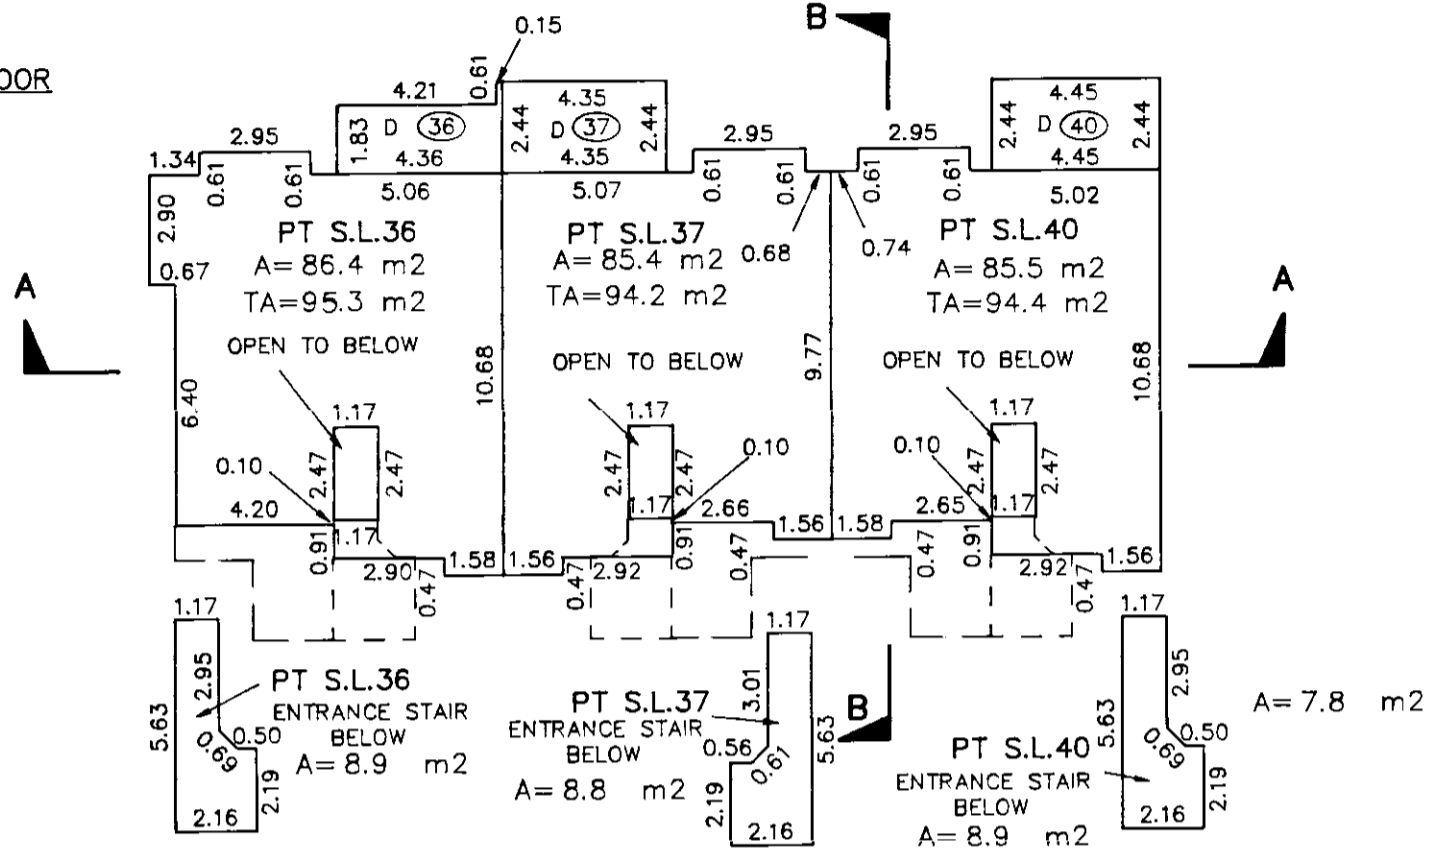 OOR
0.15
B
4.21
0.61
4.35
4.45
D 36
D 37
D 40
1.83
2.44
2.44
2.44
2.44
2.95
2.95
2.95
1.34
4.36
4.35
4.45
0.61
0.61
0.61
0.61
0.61
0.61
5.06
5.07
5.02
2.90
PT S.L.36
PT S.L.37
PT S.L.40
A= 86.4 m2
A= 85.4 m2
0.68
0.74
A= 85.5 m2
0.67
TA=95.3 m2
TA=94.2 m2
TA=94.4 m2
A
A
OPEN TO BELOW
OPEN TO BELOW
OPEN TO BELOW
10.68
9.77
10.68
6.40
1.17
1.17
1.17
0.10
0.10
0.10
2.47
2.47
2.47
2.47
2.47
2.47
4.20
1.17
2.66
2.65
1.17
1.17
1.56
1.58
0.91
0.91
0.91
1.58
1.56
1.56
2.90
2.92
2.92
0.47
0.47
0.47
0.47
0.47
1.17
1.17
1.17
PT S.L.36
ENTRANCE STAIR
BELOW
A= 8.9 m2
2.95
5.63
0.50
0.69
2.19
2.16
PT S.L.37
ENTRANCE STAIR
BELOW
A= 8.8 m2
3.01
0.56
0.61
5.63
2.19
2.16
B
PT S.L.40
ENTRANCE STAIR
BELOW
A= 8.9 m2
2.95
5.63
0.50
0.69
2.19
2.16
A= 7.8 m2